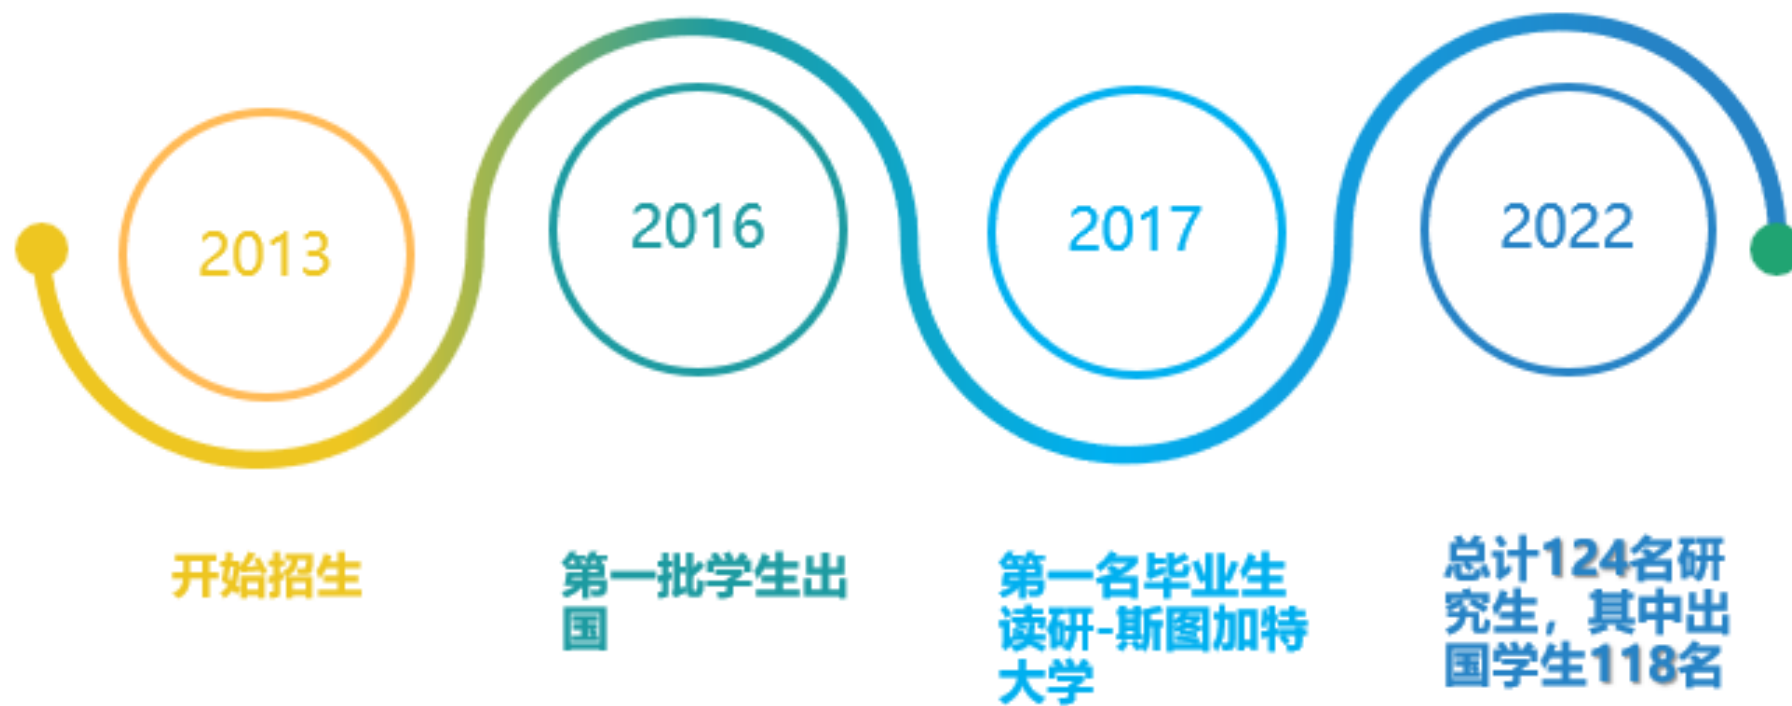 2013
2016
2017
2022
开始招生
第一批学生出
国
第一名毕业生
读研-斯图加特
大学
总计124名研
究生，其中出
国学生118名